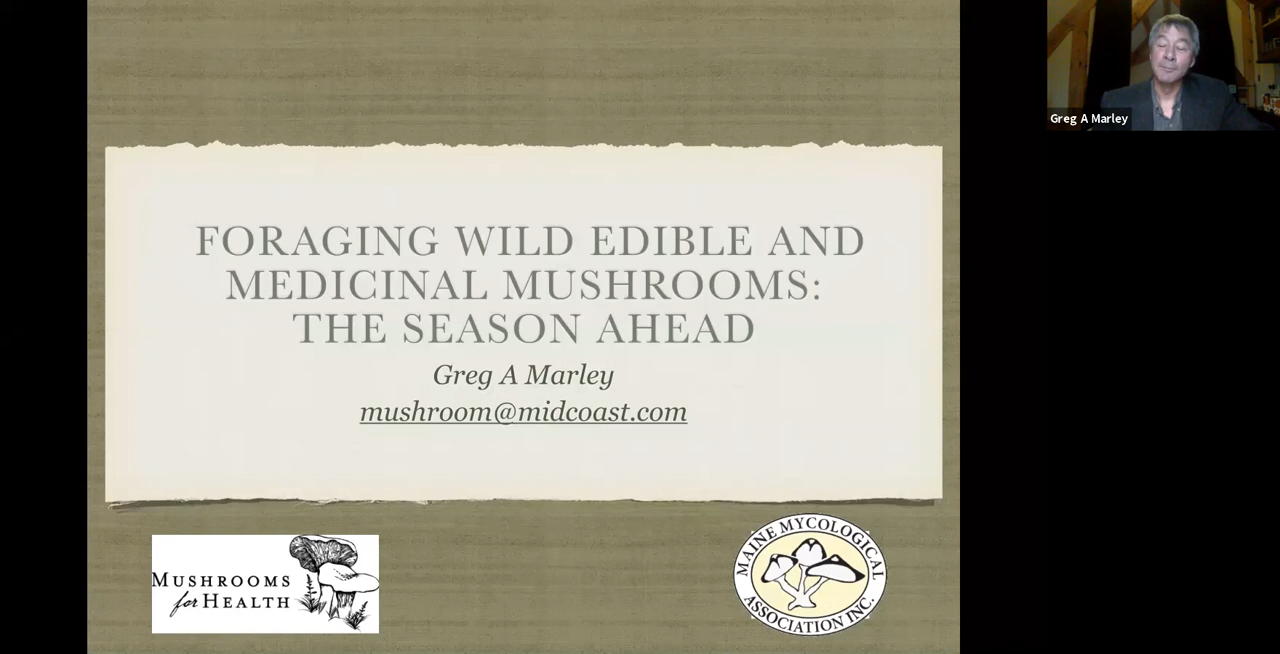 Greg A Marley
FORAGING WILD EDIBLE AND
MEDICINAL MUSHROOMS:
THE SEASON AHEAD
Greg A Marley
mushroom@midcoast.com
MUSHROOMS
for HEALTH
MAINE MYCOLOGICAL
ASSOCIATION INC.